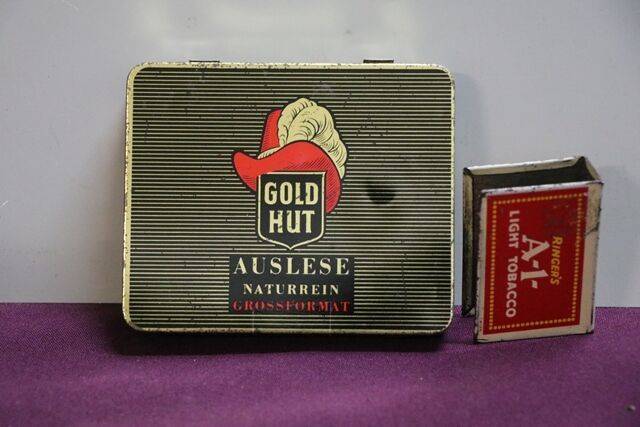 GOLD
HUT
AUSLESE
NATURREIN
GROSSFORMAT
RINGER'S
A-1-
LIGHT TOBACCO